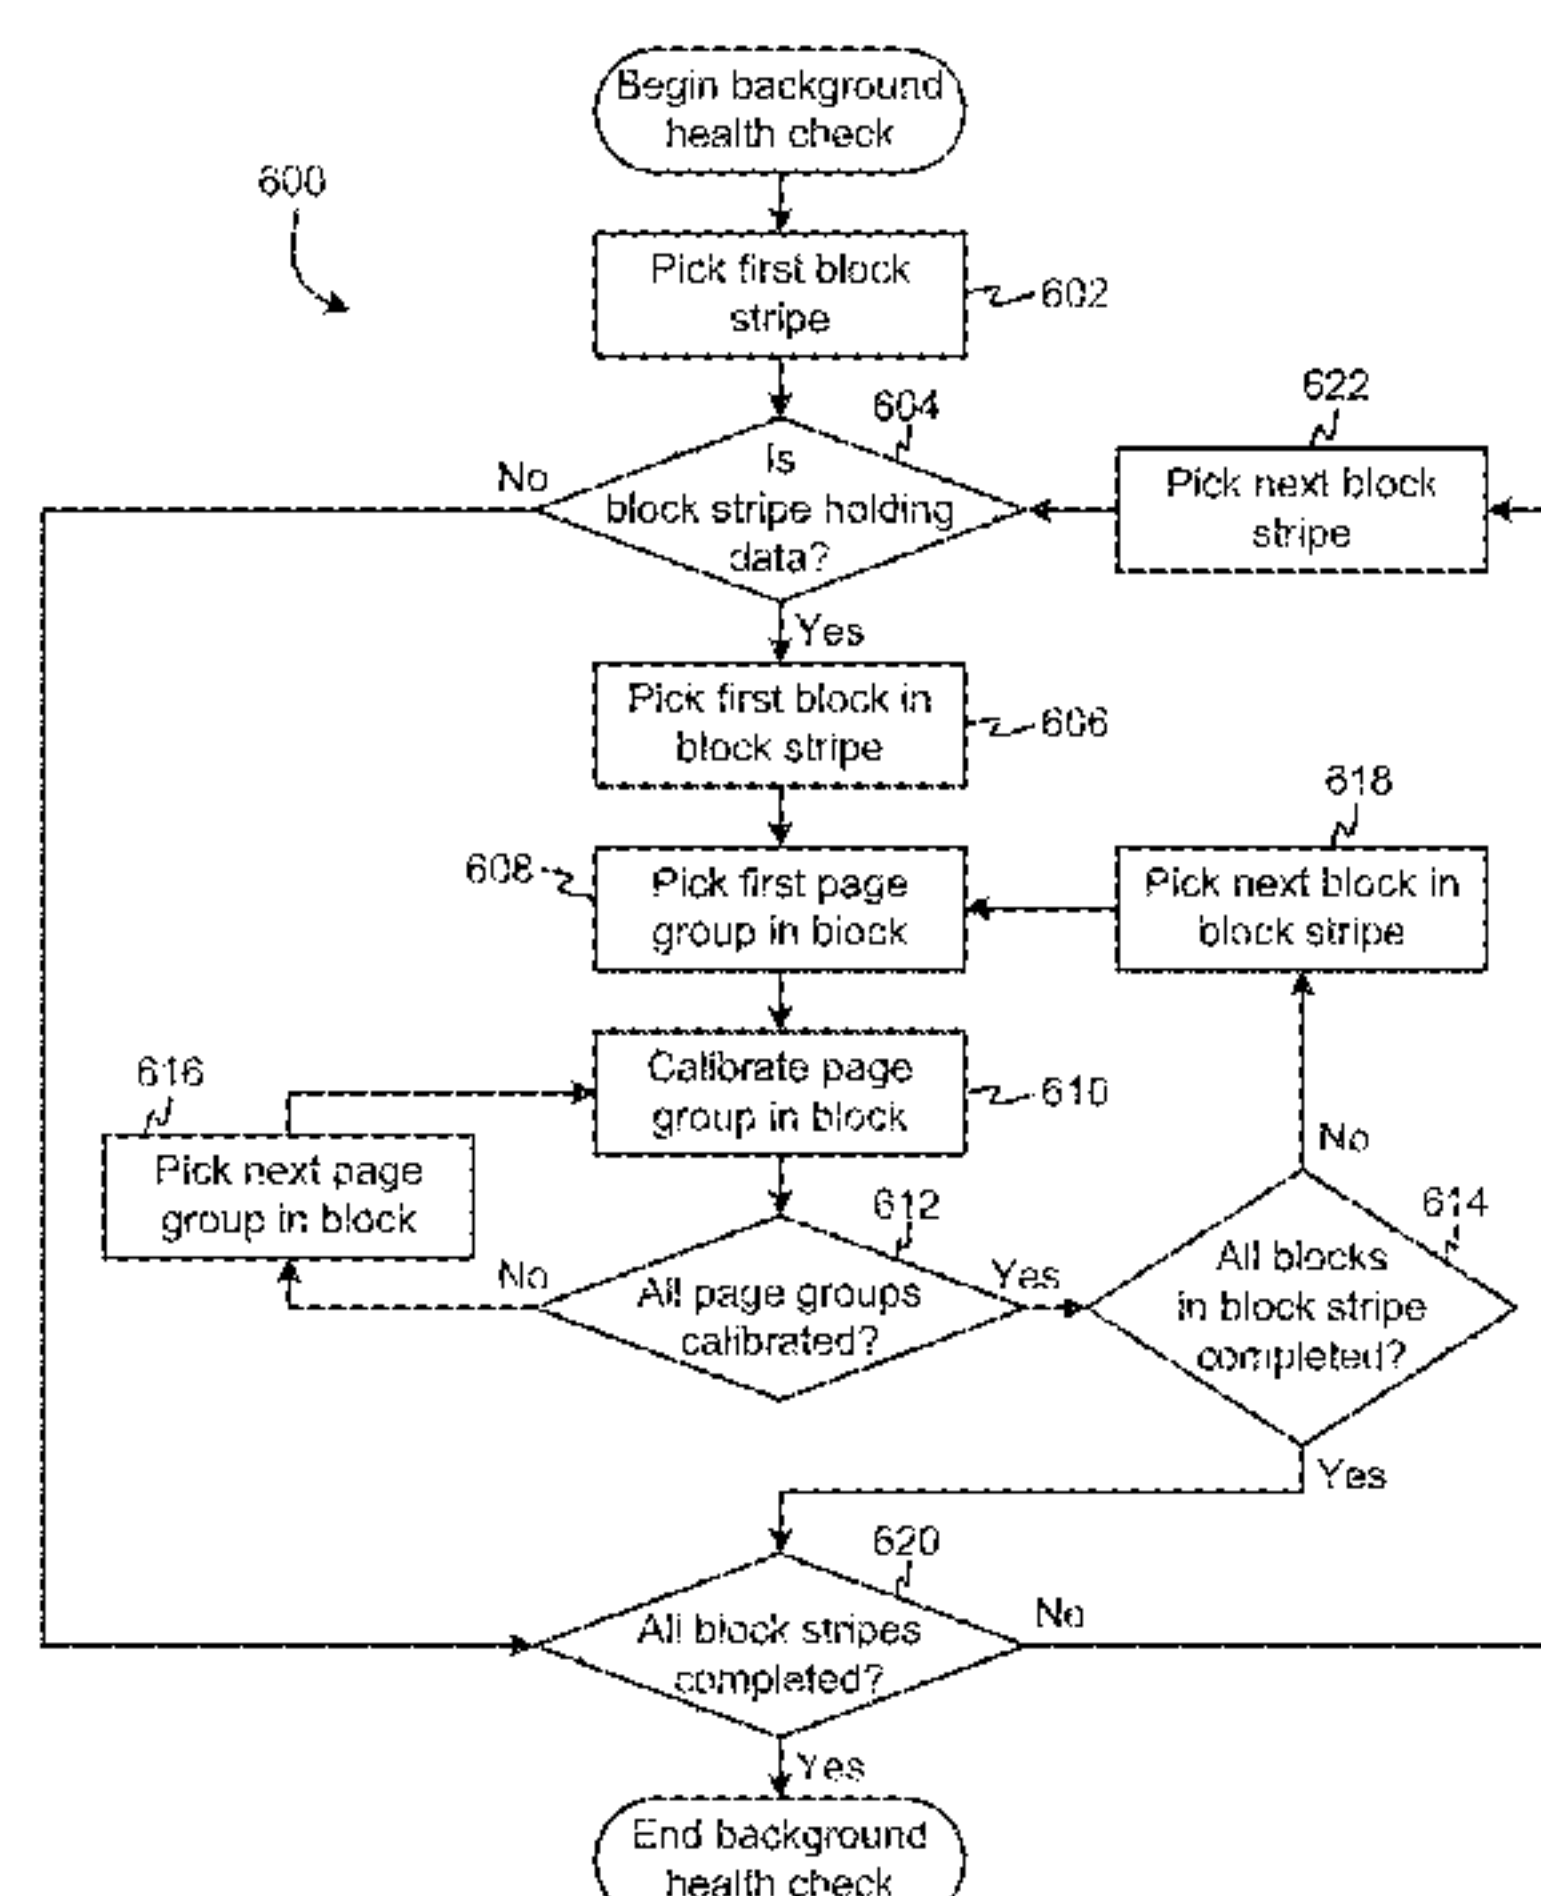 Begin background
health check
600
Pick first block
stripe
602
604
622
Is
block stripe holding
data?
No
Pick next block
stripe
Yes
Pick first block in
block stripe
606
618
608
Pick first page
group in block
Pick next block in
block stripe
616
Calibrate page
group in block
610
No
Pick next page
group in block
612
614
No
All page groups
calibrated?
Yes
All blocks
in block stripe
completed?
Yes
620
All block stripes
completed?
No
Yes
End background
health check